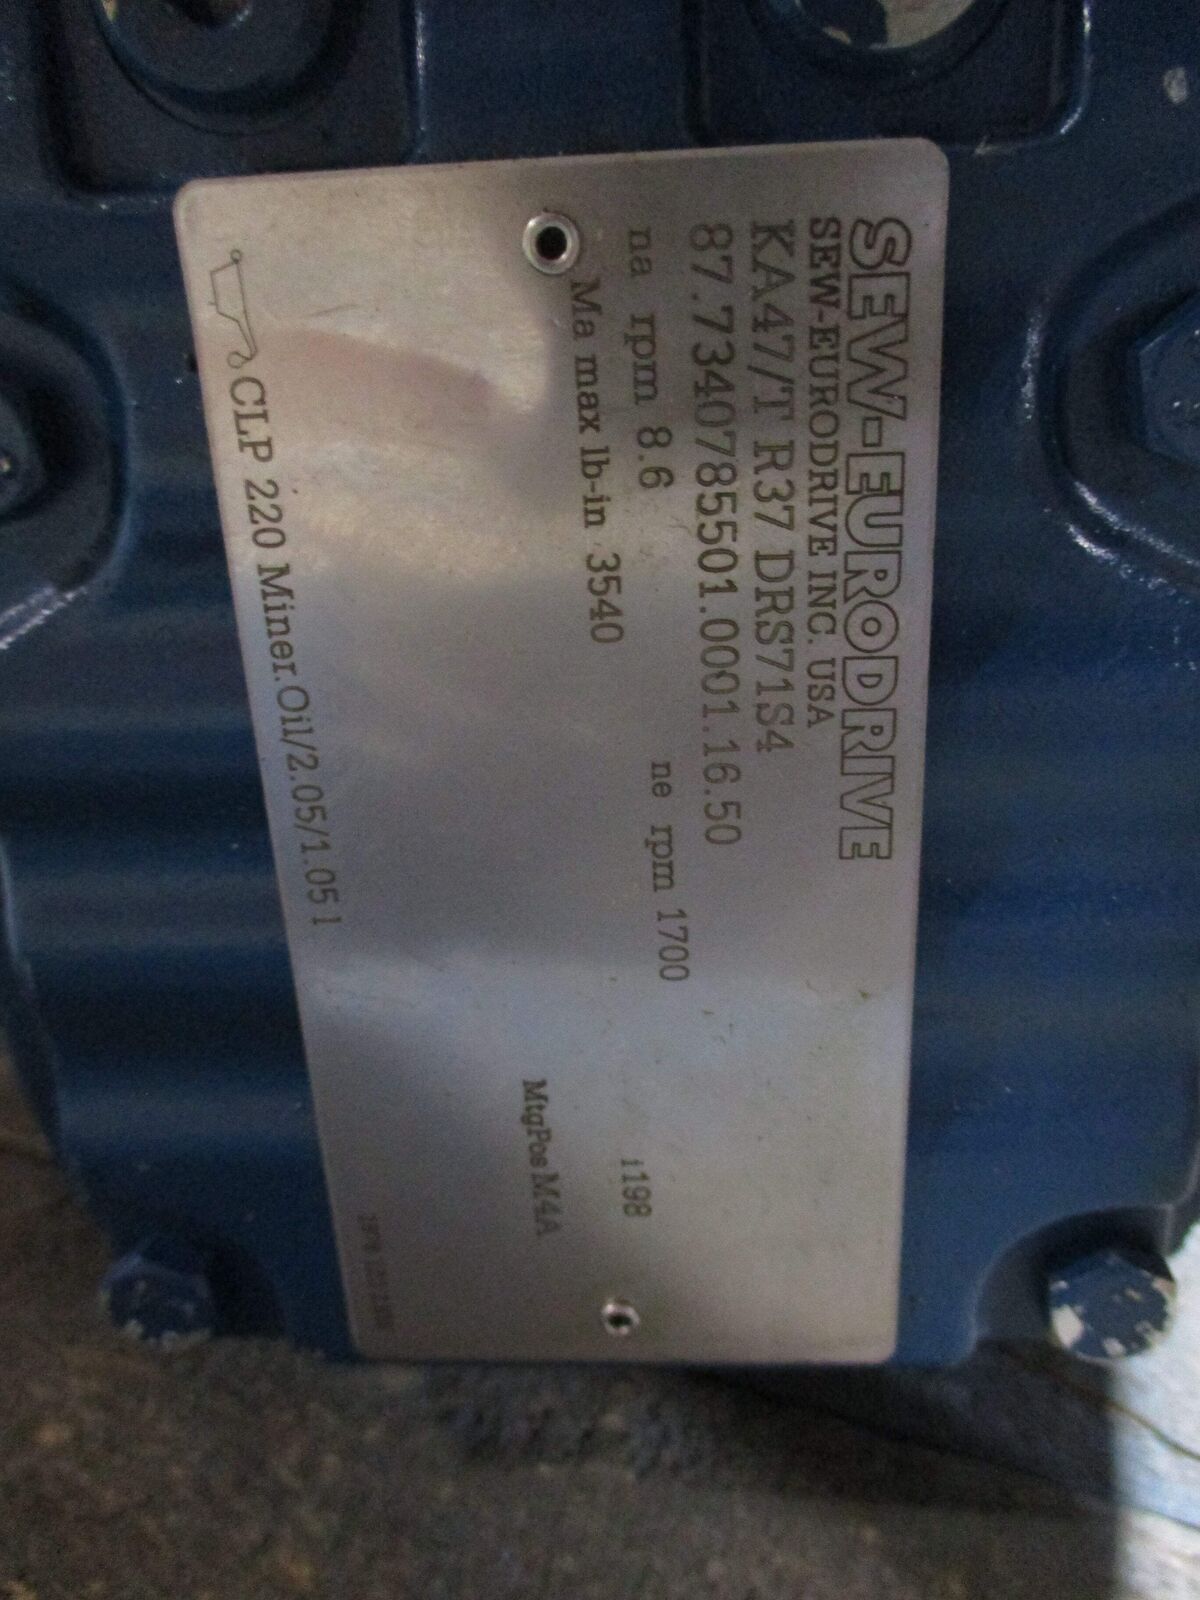 SEW-EURODRIVE
SEW-EURODRIVE INC. USA
KA47/T R37 DRS71S4
87.7340785501.0001.16.50
na rpm 8.6 ne rpm 1700 i198
Ma max lb-in 3540
MtgPos M4A
CLP 220 Miner.Oil/2.05/1.05 l